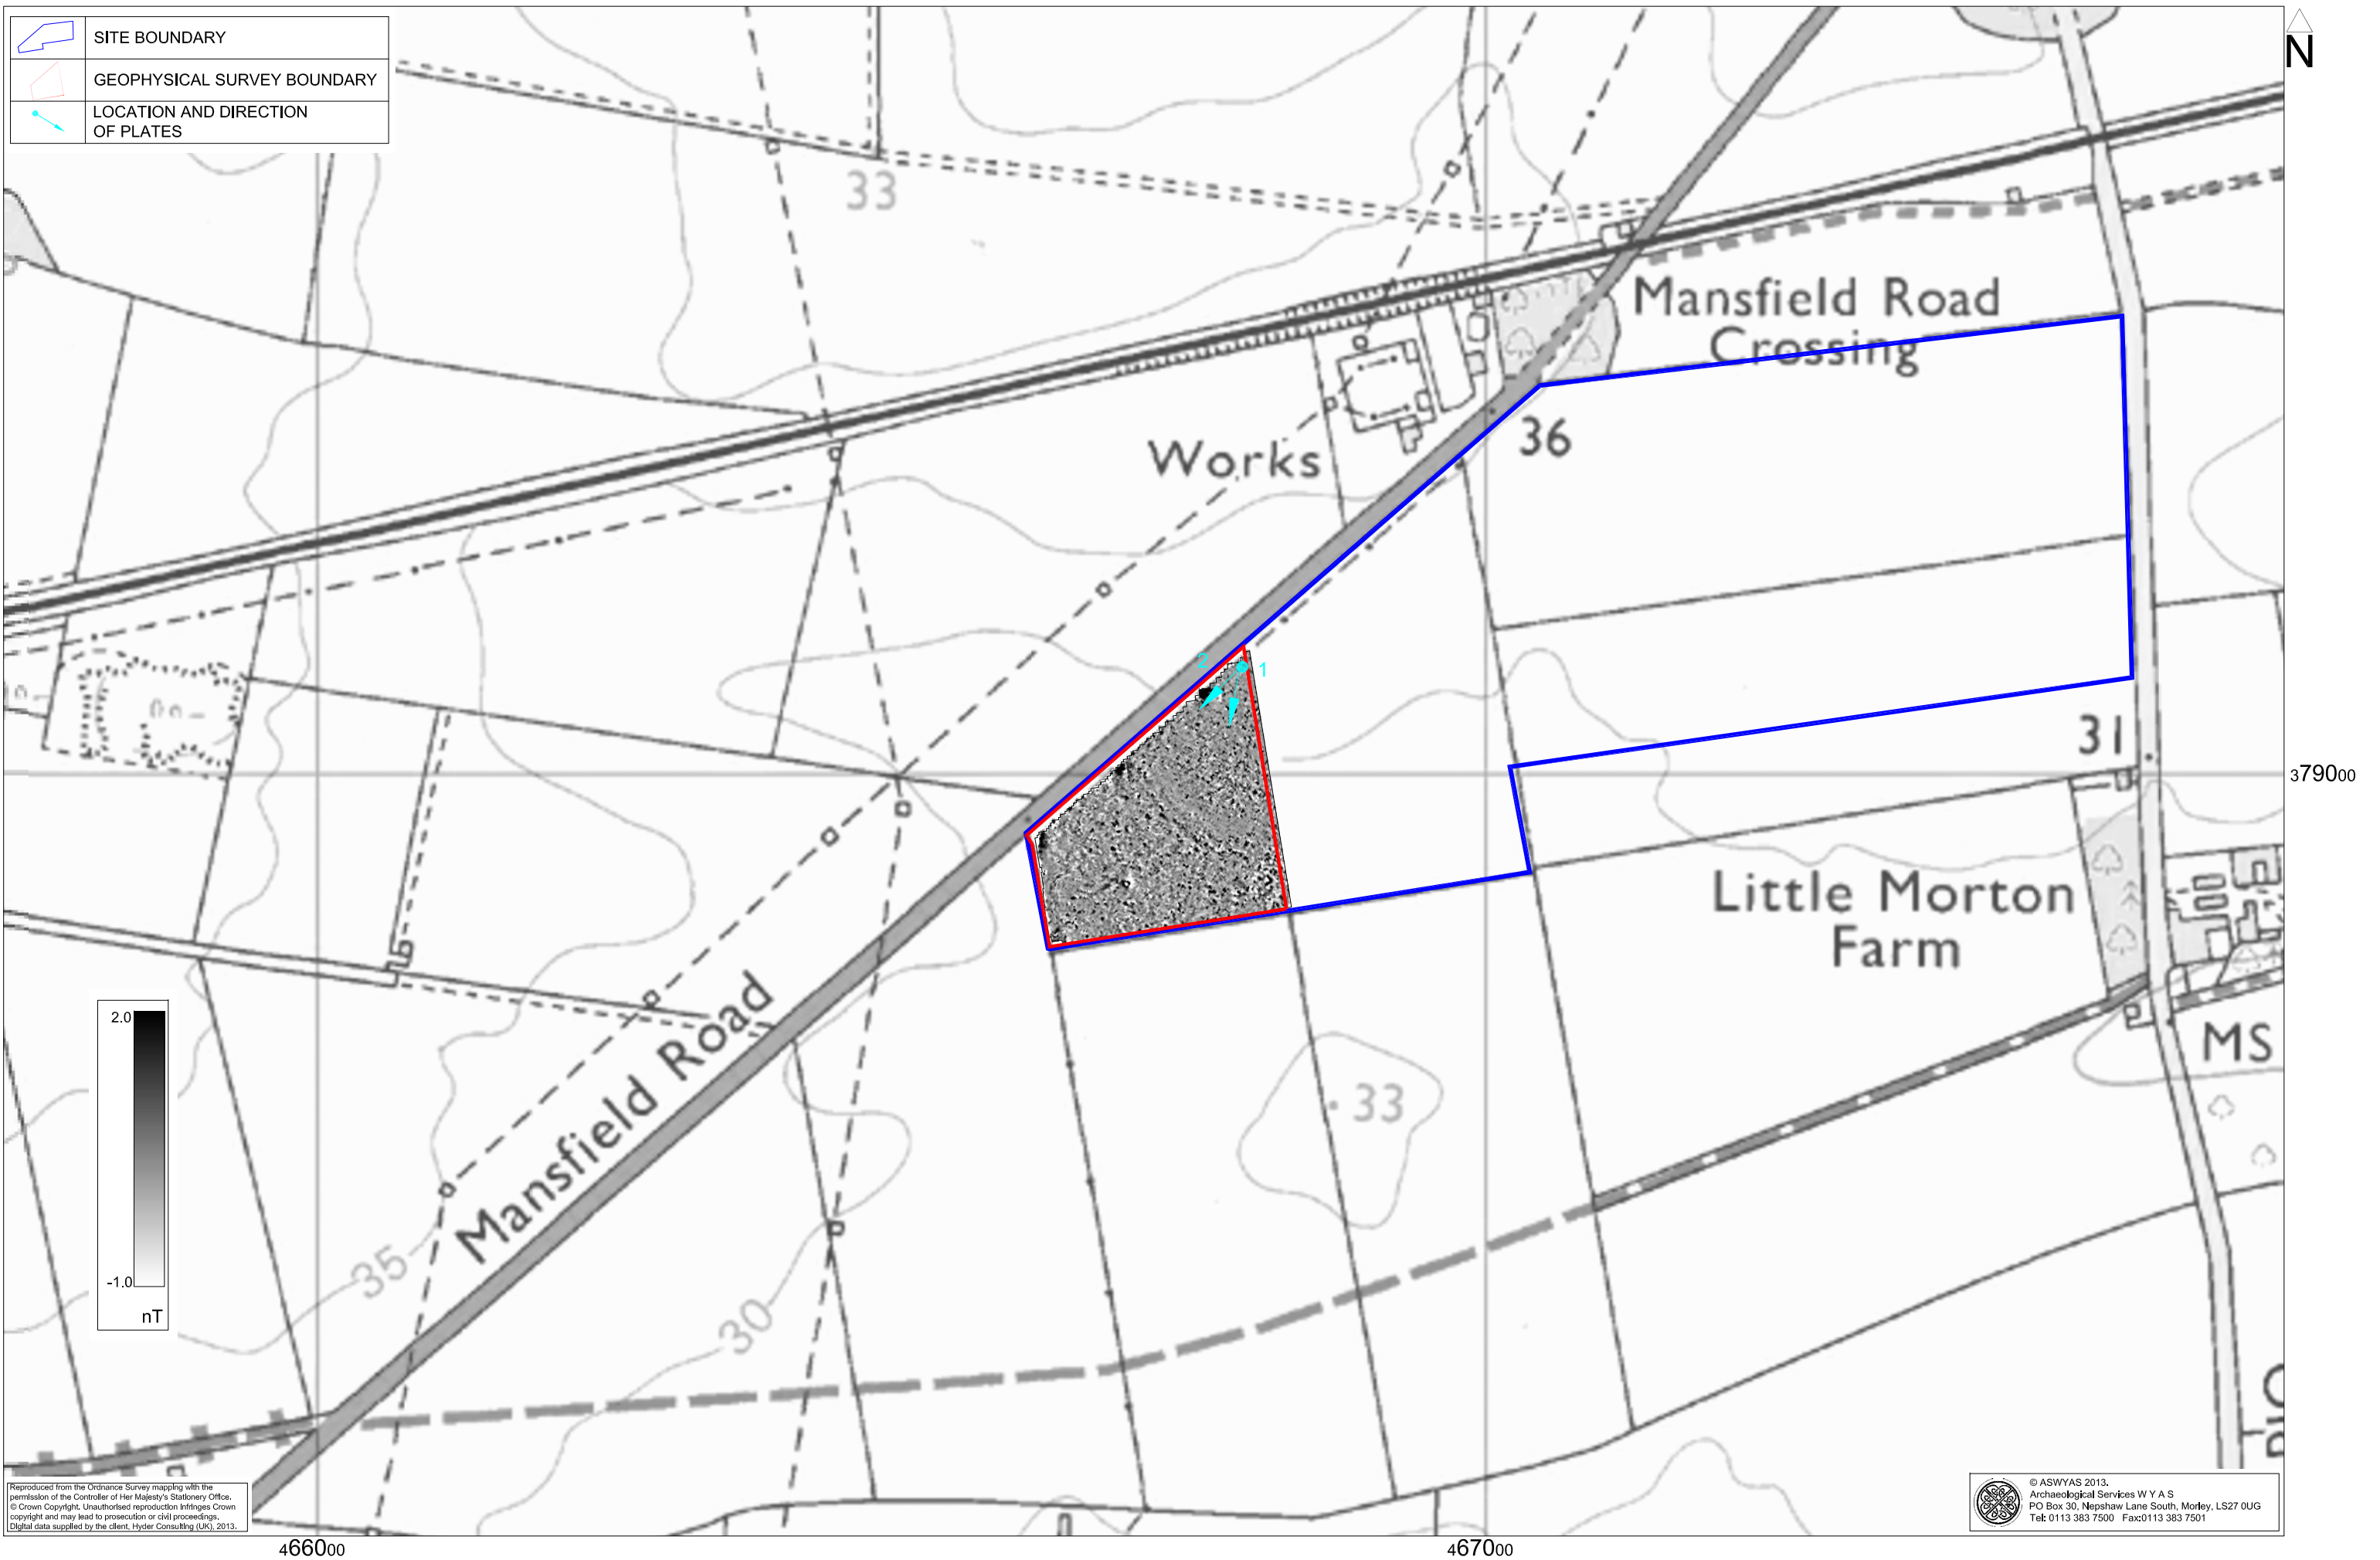 SITE BOUNDARY
GEOPHYSICAL SURVEY BOUNDARY
LOCATION AND DIRECTION
OF PLATES
N
33
Mansfield Road
Crossing
36
Works
2
1
31
379000
Little Morton
Farm
MS
33
Mansfield Road
35
30
2.0
-1.0
nT
Reproduced from the Ordnance Survey mapping with the
permission of the Controller of Her Majesty's Stationery Office.
© Crown Copyright. Unauthorised reproduction infringes Crown
copyright and may lead to prosecution or civil proceedings.
Digital data supplied by the client, Hyder Consulting (UK), 2013.
© ASWYAS 2013.
Archaeological Services W Y A S
PO Box 30, Nepshaw Lane South, Morley, LS27 0UG
Tel: 0113 383 7500 Fax:0113 383 7501
466000
467000